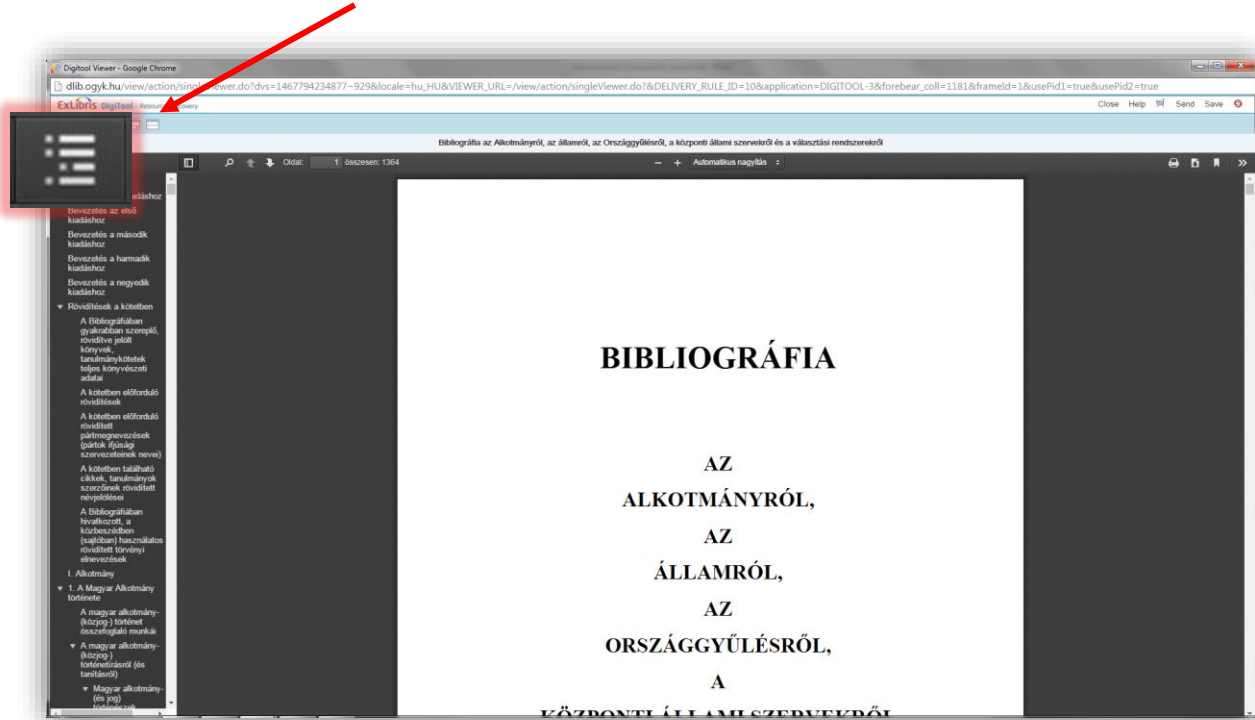 Digitool Viewer - Google Chrome
dlib.ogyk.hu/view/action/singleViewer.do?dvs=1467794234877~929&locale=hu_HU&VIEWER_URL=/view/action/singleViewer.do?&DELIVERY_RULE_ID=10&application=DIGITOOL-3&forebear_coll=1181&frameId=1&usePid1=true&usePid2=true
ExLibris DigiTool
Close Help Send Save
Bibliográfia az Alkotmányról, az államról, az Országgyűlésről, a központi állami szervekről és a választási rendszerekről
Oldal: 1 összesen: 1364
Automatikus nagyítás
Bevezetés az első
kiadáshoz
Bevezetés a második
kiadáshoz
Bevezetés a harmadik
kiadáshoz
Bevezetés a negyedik
kiadáshoz
Rövidítések a kötetben
A Bibliográfiában
gyakrabban szereplő,
rövidítve jelölt
könyvek,
tanulmánykötetek
teljes könyvészeti
adatai
A kötetben előforduló
rövidítések
A kötetben előforduló
rövidített
pártmegnevezések
(pártok ifjúsági
szervezeteinek nevei)
A kötetben található
cikkek, tanulmányok
szerzőinek rövidített
névjelölései
A Bibliográfiában
hivatkozott, a
közbeszédben
(sajtóban) használatos
rövidített törvényi
elnevezések
I. Alkotmány
1. A Magyar Alkotmány
története
A magyar alkotmány-
(közjog-) történet
összefoglaló munkái
A magyar alkotmány-
(közjog-)
történetírásról (és
tanításról)
Magyar alkotmány-
(és jog)
történészek
BIBLIOGRÁFIA
AZ
ALKOTMÁNYRÓL,
AZ
ÁLLAMRÓL,
AZ
ORSZÁGGYŰLÉSRŐL,
A
KÖZPONTI ÁLLAMI SZERVEKRŐL